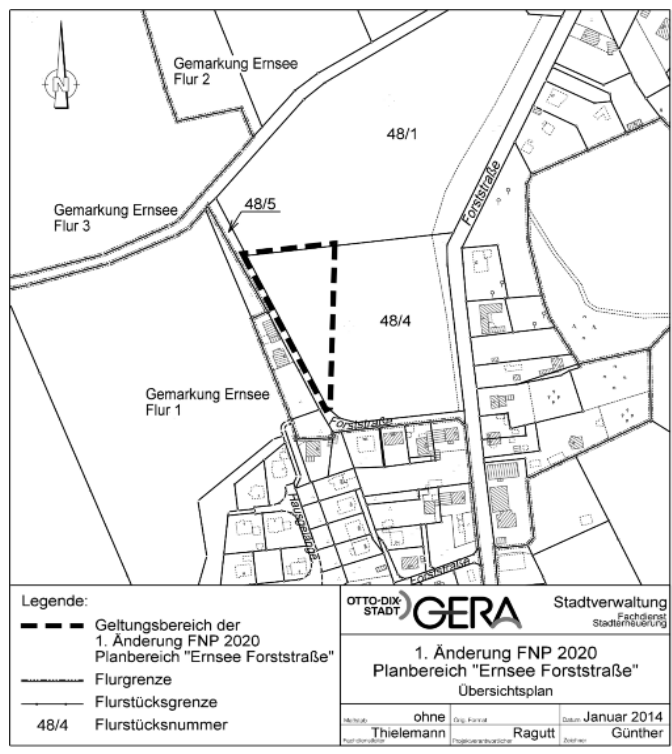 N
Gemarkung Ernsee
Flur 2
48/1
Forststraße
48/5
Gemarkung Ernsee
Flur 3
48/4
Gemarkung Ernsee
Flur 1
Forststraße
Forststraße
Legende:
Geltungsbereich der
1. Änderung FNP 2020
Planbereich "Ernsee Forststraße"
Flurgrenze
Flurstücksgrenze
48/4 Flurstücksnummer
OTTO-DIX-
STADT
GERA
Stadtverwaltung
Fachdienst
Stadterneuerung
1. Änderung FNP 2020
Planbereich "Ernsee Forststraße"
Übersichtsplan
ohne
Datum Januar 2014
Thielemann
Ragutt
Günther